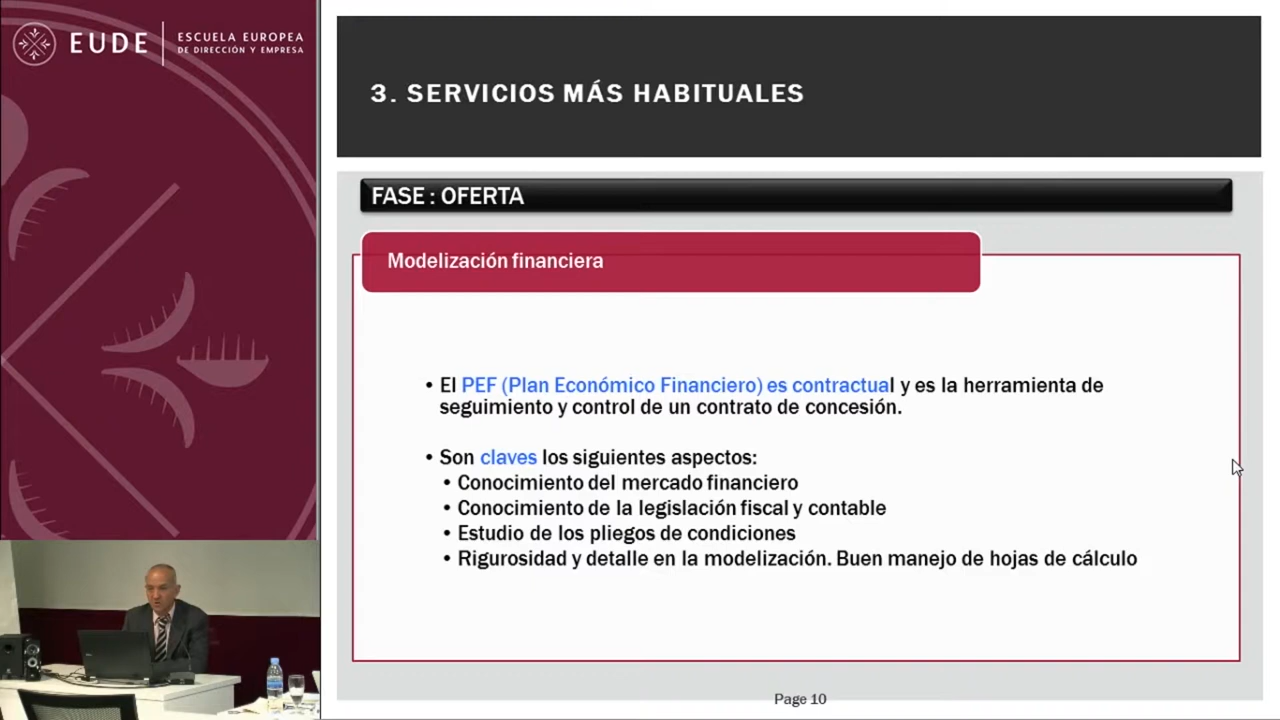 EUDE
ESCUELA EUROPEA
DE DIRECCIÓN Y EMPRESA
3. SERVICIOS MÁS HABITUALES
FASE : OFERTA
Modelización financiera
• El PEF (Plan Económico Financiero) es contractual y es la herramienta de
seguimiento y control de un contrato de concesión.
• Son claves los siguientes aspectos:
• Conocimiento del mercado financiero
• Conocimiento de la legislación fiscal y contable
• Estudio de los pliegos de condiciones
• Rigurosidad y detalle en la modelización. Buen manejo de hojas de cálculo
Page 10